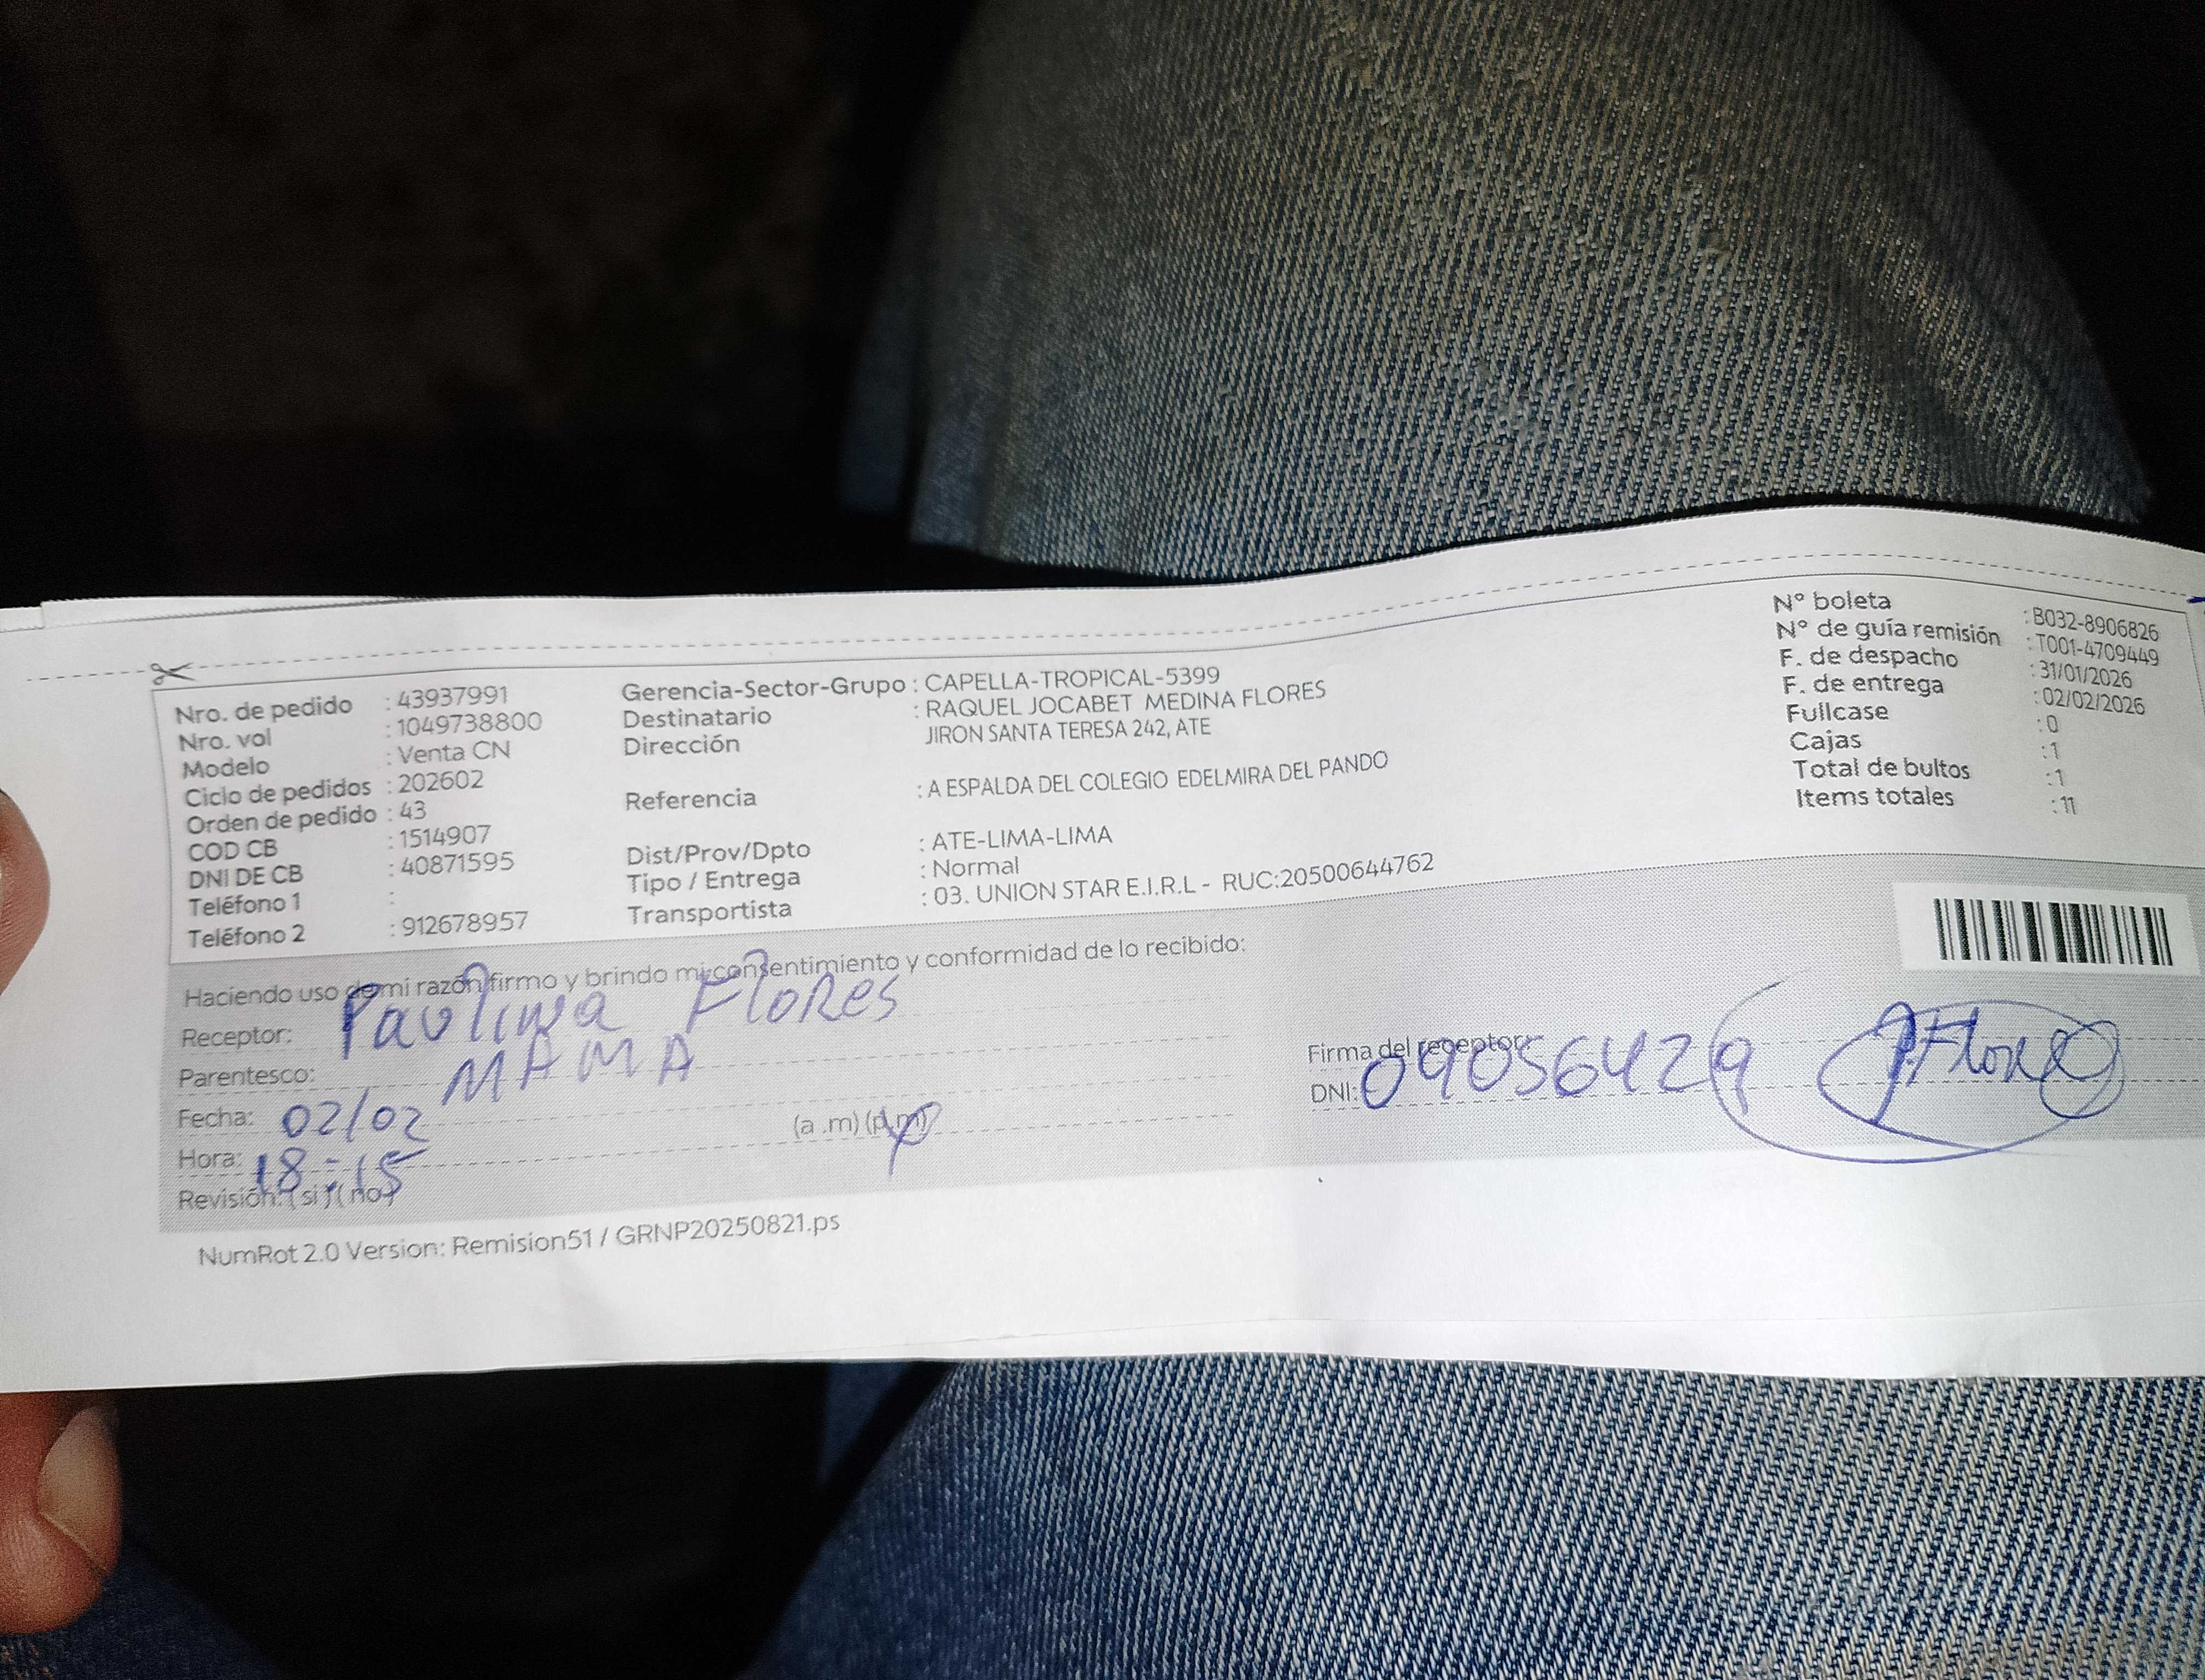 Nro. de pedido : 43937991
Nro. vol : 1049738800
Modelo : Venta CN
Ciclo de pedidos : 202602
Orden de pedido : 43
COD CB : 1514907
DNI DE CB : 40871595
Teléfono 1 :
Teléfono 2 : 912678957
Gerencia-Sector-Grupo : CAPELLA-TROPICAL-5399
Destinatario : RAQUEL JOCABET MEDINA FLORES
Dirección JIRON SANTA TERESA 242, ATE
Referencia : A ESPALDA DEL COLEGIO EDELMIRA DEL PANDO
Dist/Prov/Dpto : ATE-LIMA-LIMA
Tipo / Entrega : Normal
Transportista : 03. UNION STAR E.I.R.L - RUC:20500644762
N° boleta : B032-8906826
N° de guía remisión : T001-4709449
F. de despacho : 31/01/2026
F. de entrega : 02/02/2026
Fullcase : 0
Cajas : 1
Total de bultos : 1
Items totales : 11
Haciendo uso de mi razón firmo y brindo mi consentimiento y conformidad de lo recibido:
Receptor: Paulina Flores
Parentesco: MAMA
Fecha: 02/02
Hora: 18:15 (a .m) (p.m)
Revisión: ( si ) ( no )
Firma del receptor: P.Flores
DNI: 09056429
NumRot 2.0 Version: Remision51 / GRNP20250821.ps